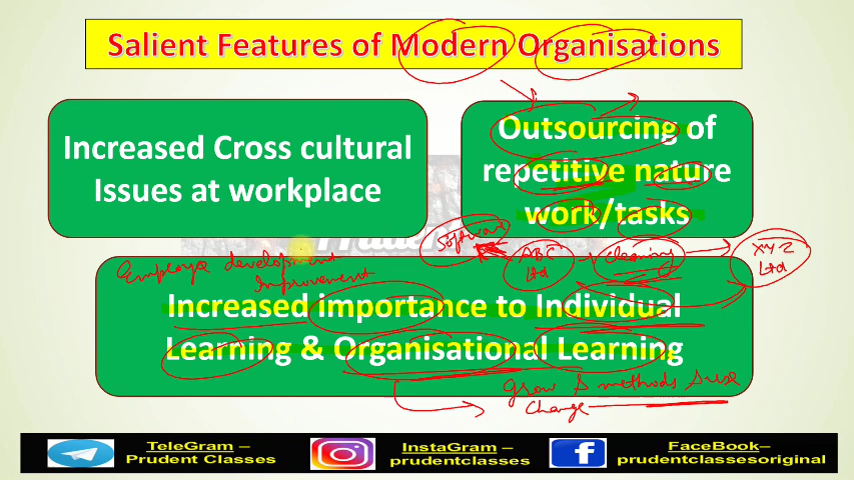 Salient Features of Modern Organisations
Increased Cross cultural
Issues at workplace
Outsourcing of
repetitive nature
work/tasks
Software
ABC
Ltd
cleaning
XYZ
Ltd
Employe development
Improvement
Increased importance to Individual
Learning & Organisational Learning
Grow & methods
Change
TeleGram –
Prudent Classes
InstaGram –
prudentclasses
FaceBook–
prudentclassesoriginal